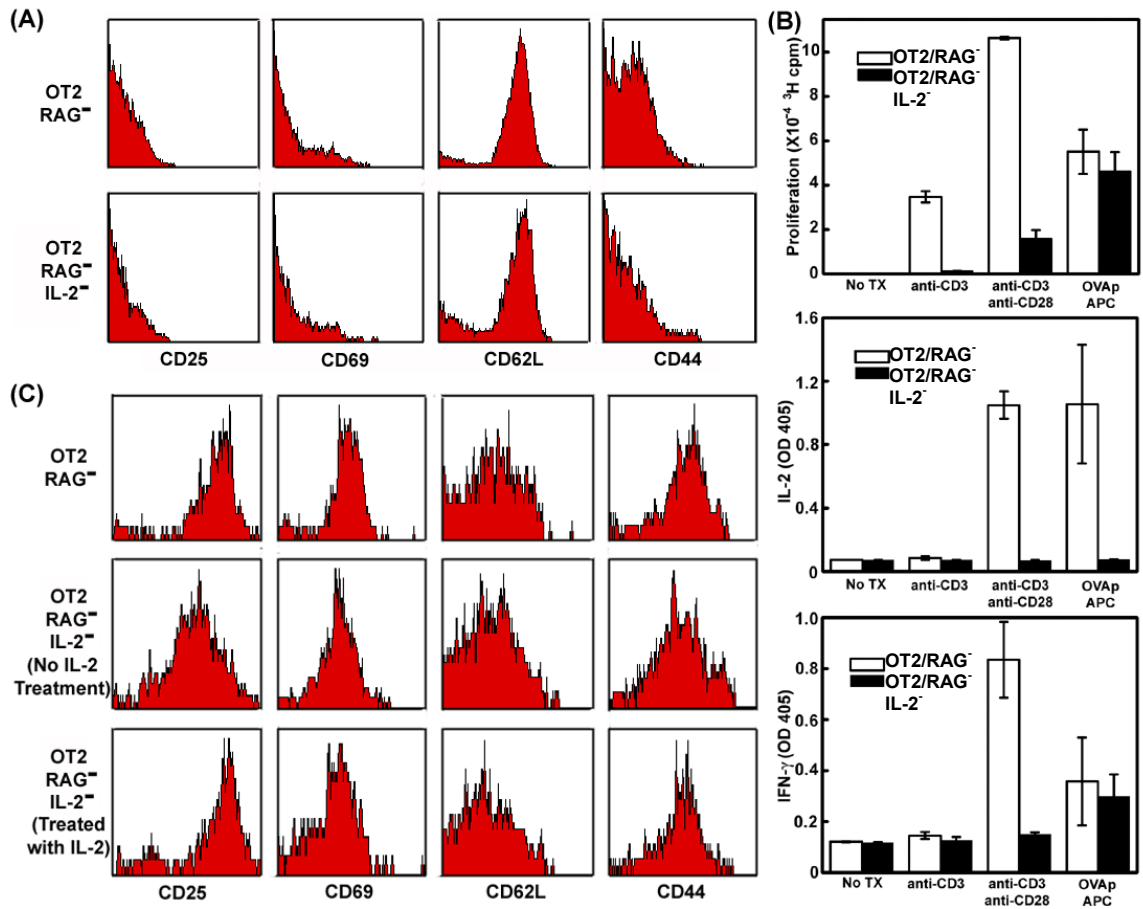 (A)
OT2
RAG⁻
OT2
RAG⁻
IL-2⁻
CD25
CD69
CD62L
CD44
(B)
Proliferation (X10⁻⁴ ³H cpm)
10
8
6
4
2
0
OT2/RAG⁻
OT2/RAG⁻
IL-2⁻
No TX
anti-CD3
anti-CD3
anti-CD28
OVAp
APC
IL-2 (OD 405)
1.6
1.2
0.8
0.4
0
OT2/RAG⁻
OT2/RAG⁻
IL-2⁻
No TX
anti-CD3
anti-CD3
anti-CD28
OVAp
APC
IFN-γ (OD 405)
1.0
0.8
0.6
0.4
0.2
0
OT2/RAG⁻
OT2/RAG⁻
IL-2⁻
No TX
anti-CD3
anti-CD3
anti-CD28
OVAp
APC
(C)
OT2
RAG⁻
OT2
RAG⁻
IL-2⁻
(No IL-2
Treatment)
OT2
RAG⁻
IL-2⁻
(Treated
with IL-2)
CD25
CD69
CD62L
CD44